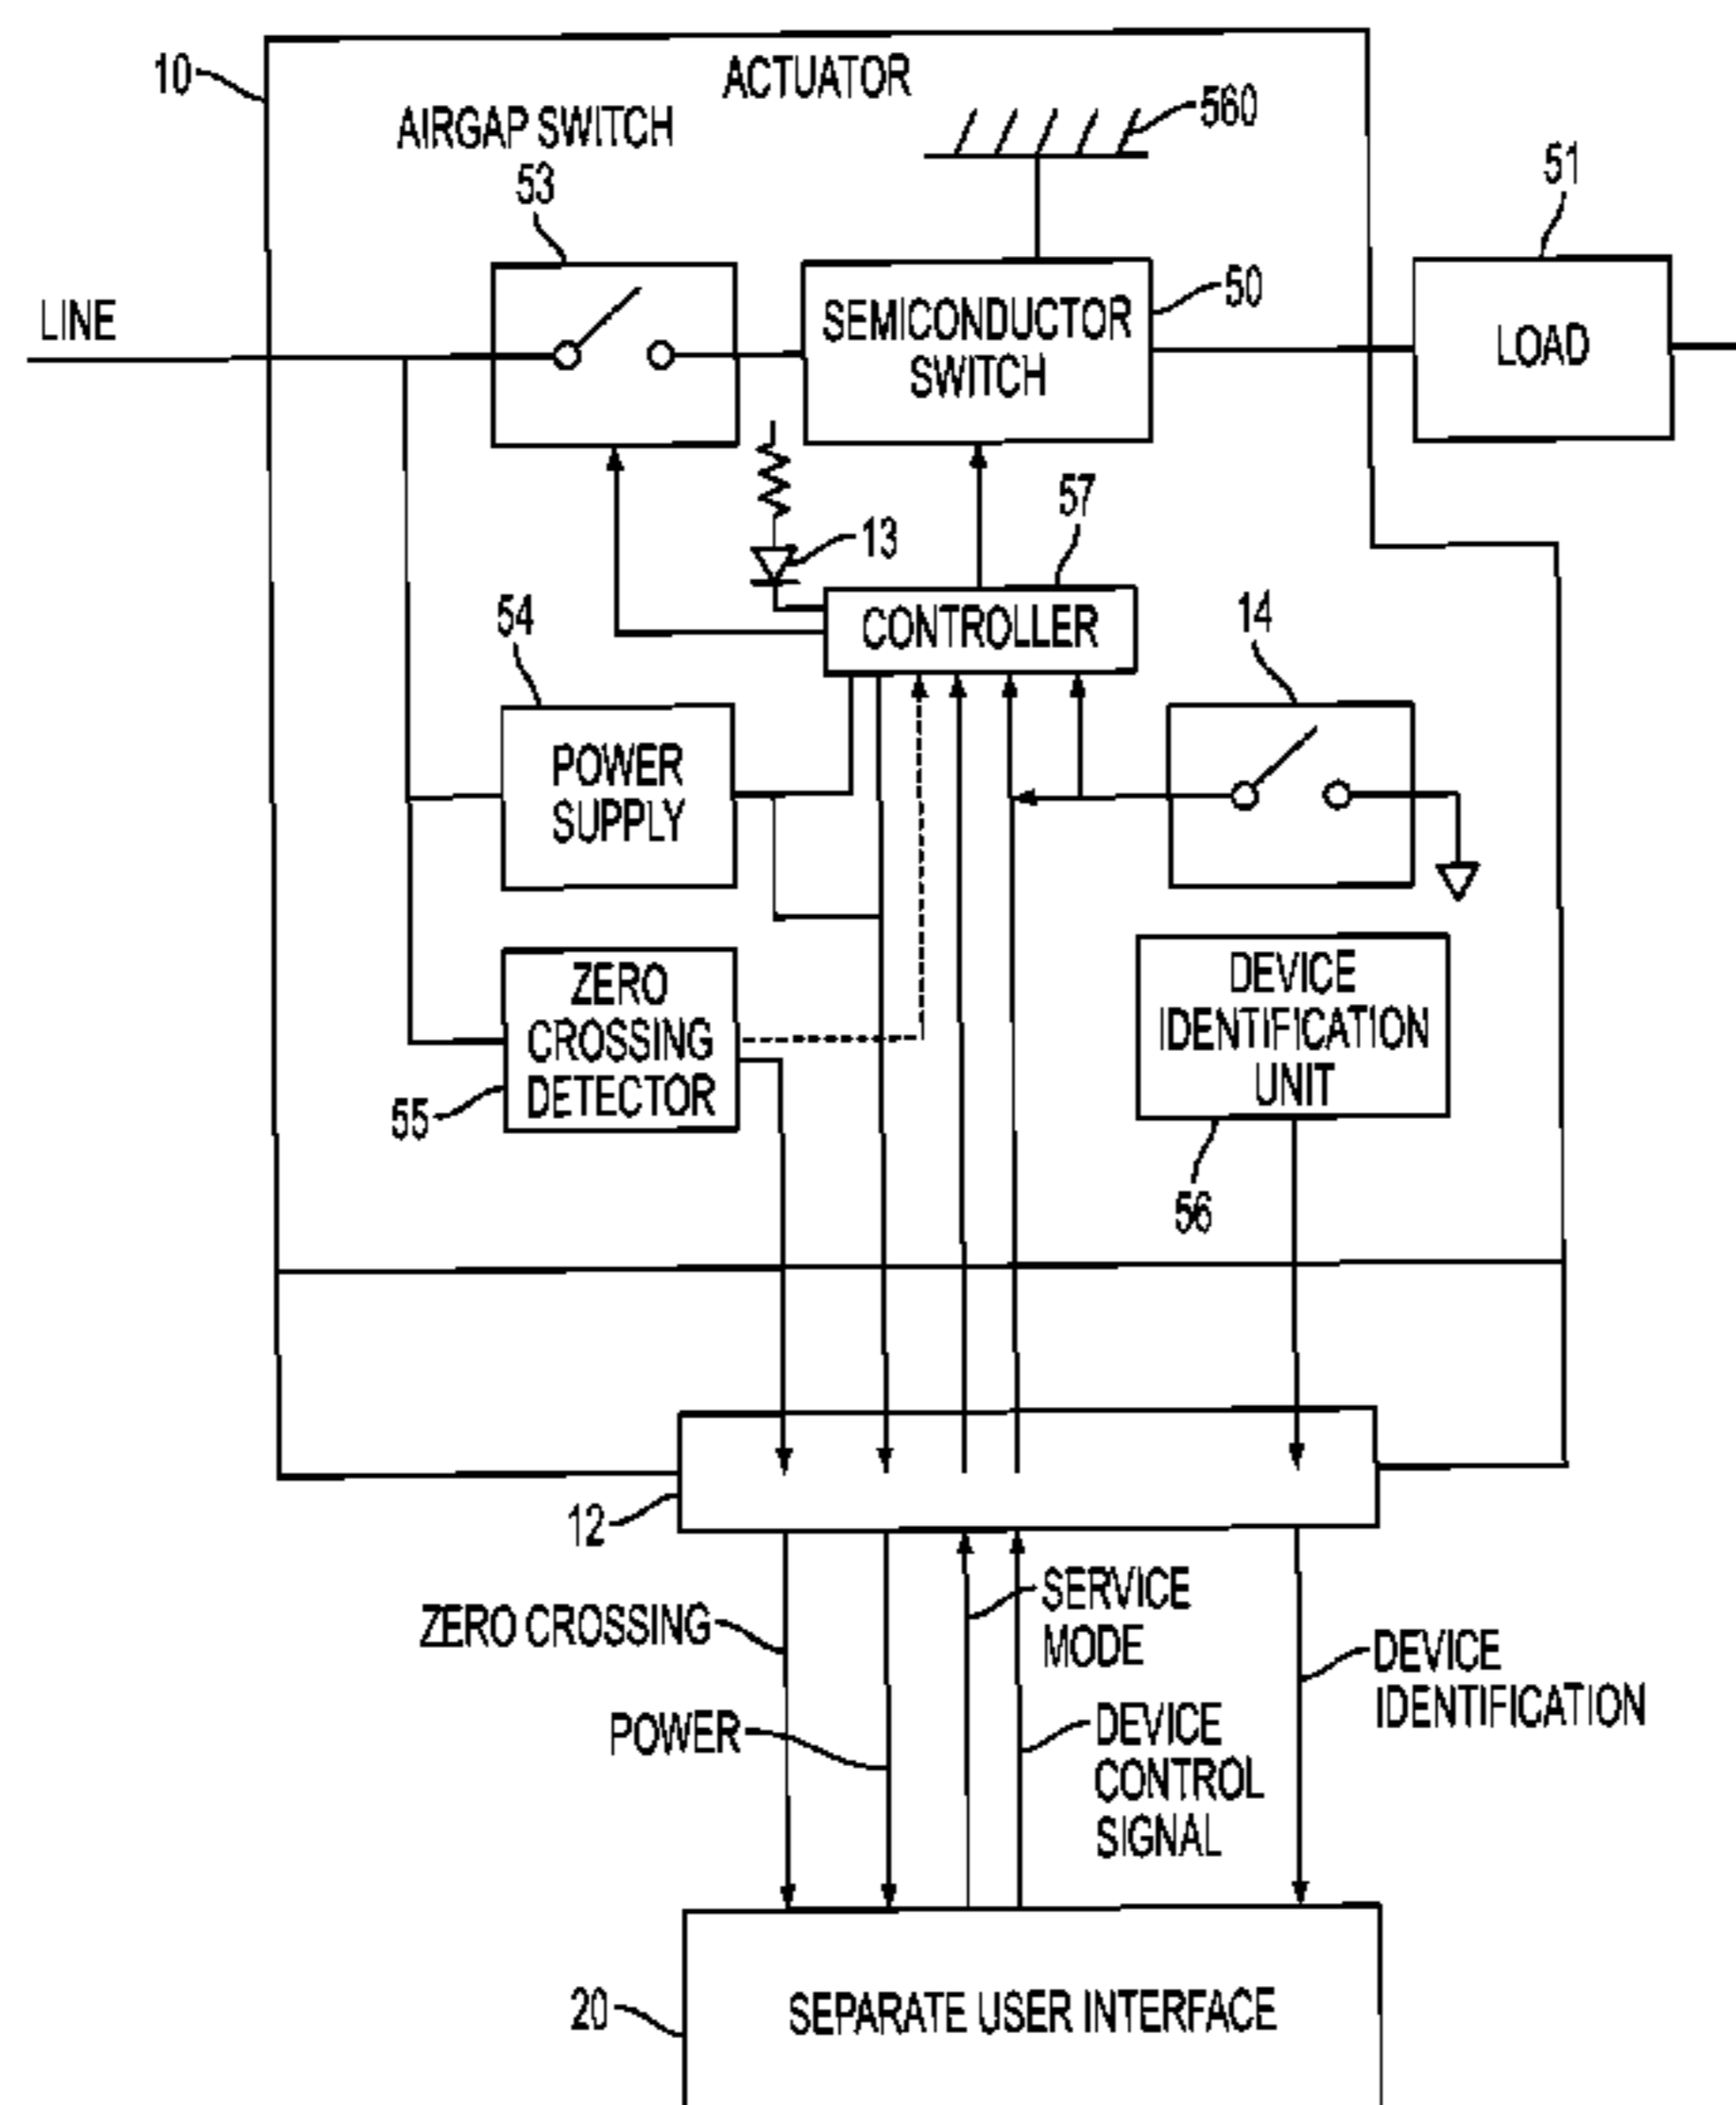 10
ACTUATOR
AIRGAP SWITCH
53
560
51
LINE
SEMICONDUCTOR
SWITCH
50
LOAD
13
57
CONTROLLER
54
14
POWER
SUPPLY
ZERO
CROSSING
DETECTOR
55
DEVICE
IDENTIFICATION
UNIT
56
12
ZERO CROSSING
SERVICE
MODE
DEVICE
IDENTIFICATION
POWER
DEVICE
CONTROL
SIGNAL
20
SEPARATE USER INTERFACE